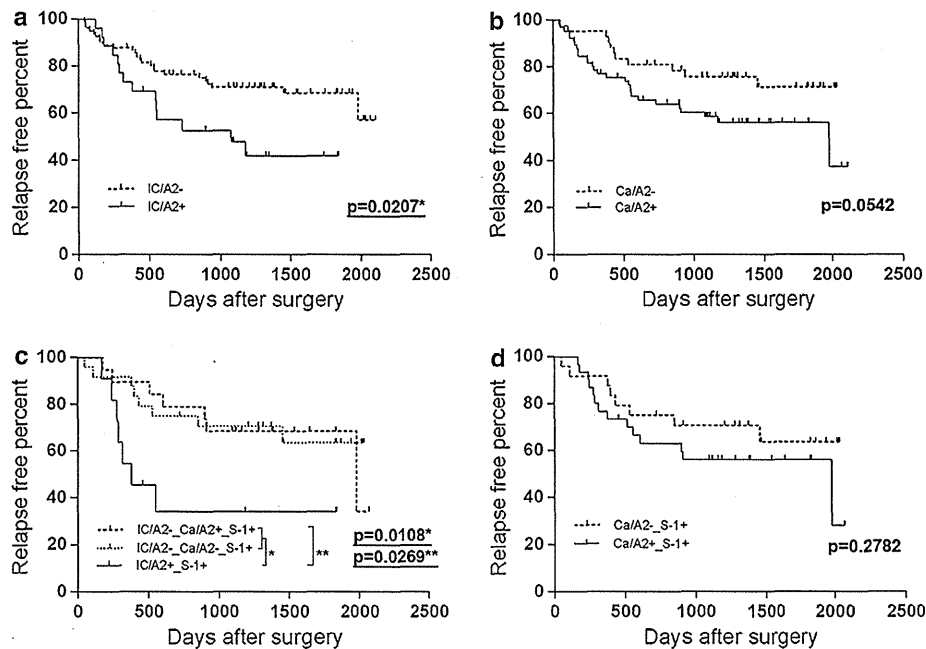 a
Relapse free percent
100
80
60
40
20
0
IC/A2-
IC/A2+
p=0.0207*
0 500 1000 1500 2000 2500
Days after surgery
b
Relapse free percent
100
80
60
40
20
0
Ca/A2-
Ca/A2+
p=0.0542
0 500 1000 1500 2000 2500
Days after surgery
c
Relapse free percent
100
80
60
40
20
0
IC/A2-_Ca/A2+_S-1+
IC/A2-_Ca/A2-_S-1+
IC/A2+_S-1+
*
**
p=0.0108*
p=0.0269**
0 500 1000 1500 2000 2500
Days after surgery
d
Relapse free percent
100
80
60
40
20
0
Ca/A2-_S-1+
Ca/A2+_S-1+
p=0.2782
0 500 1000 1500 2000 2500
Days after surgery